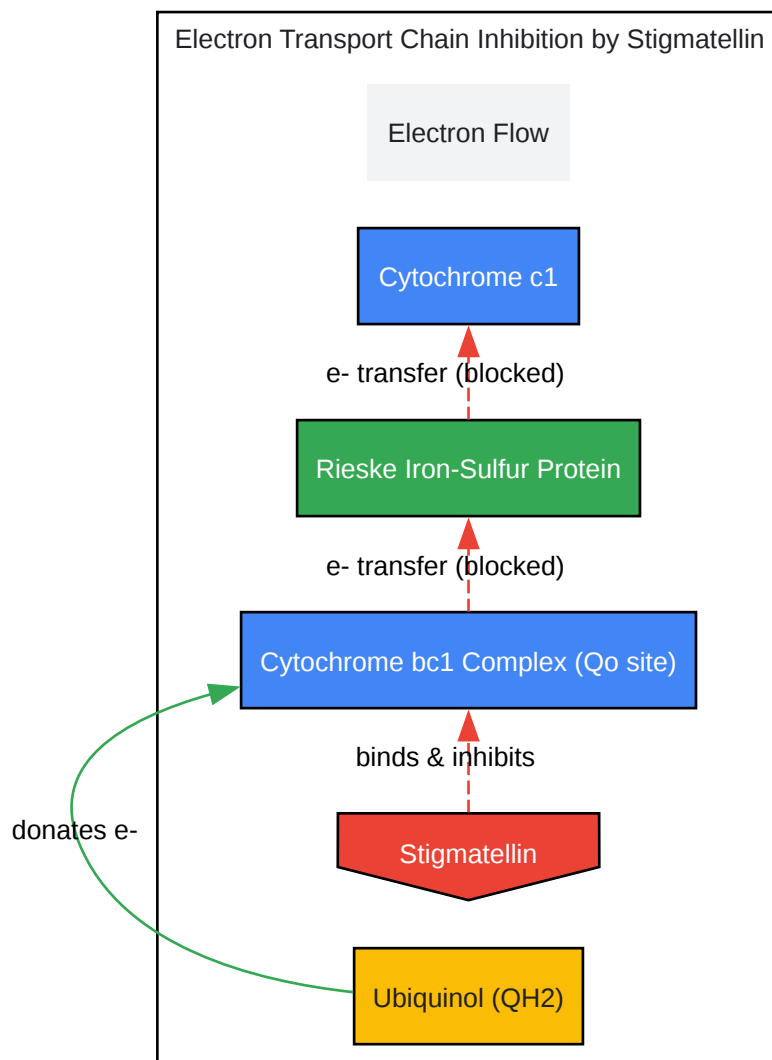 Electron Transport Chain Inhibition by Stigmatellin
Electron Flow
Cytochrome c1
e- transfer (blocked)
Rieske Iron-Sulfur Protein
e- transfer (blocked)
Cytochrome bc1 Complex (Qo site)
binds & inhibits
donates e-
Stigmatellin
Ubiquinol (QH2)